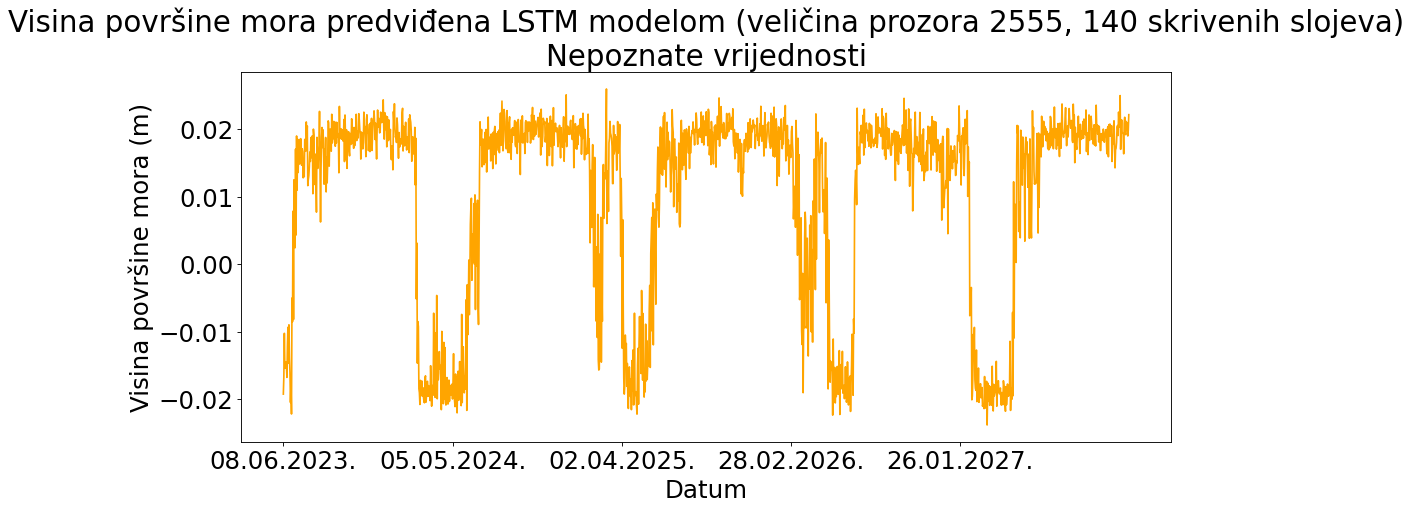 Visina površine mora predviđena LSTM modelom (veličina prozora 2555, 140 skrivenih slojeva)
Nepoznate vrijednosti
Visina površine mora (m)
0.02
0.01
0.00
−0.01
−0.02
08.06.2023. 05.05.2024. 02.04.2025. 28.02.2026. 26.01.2027.
Datum